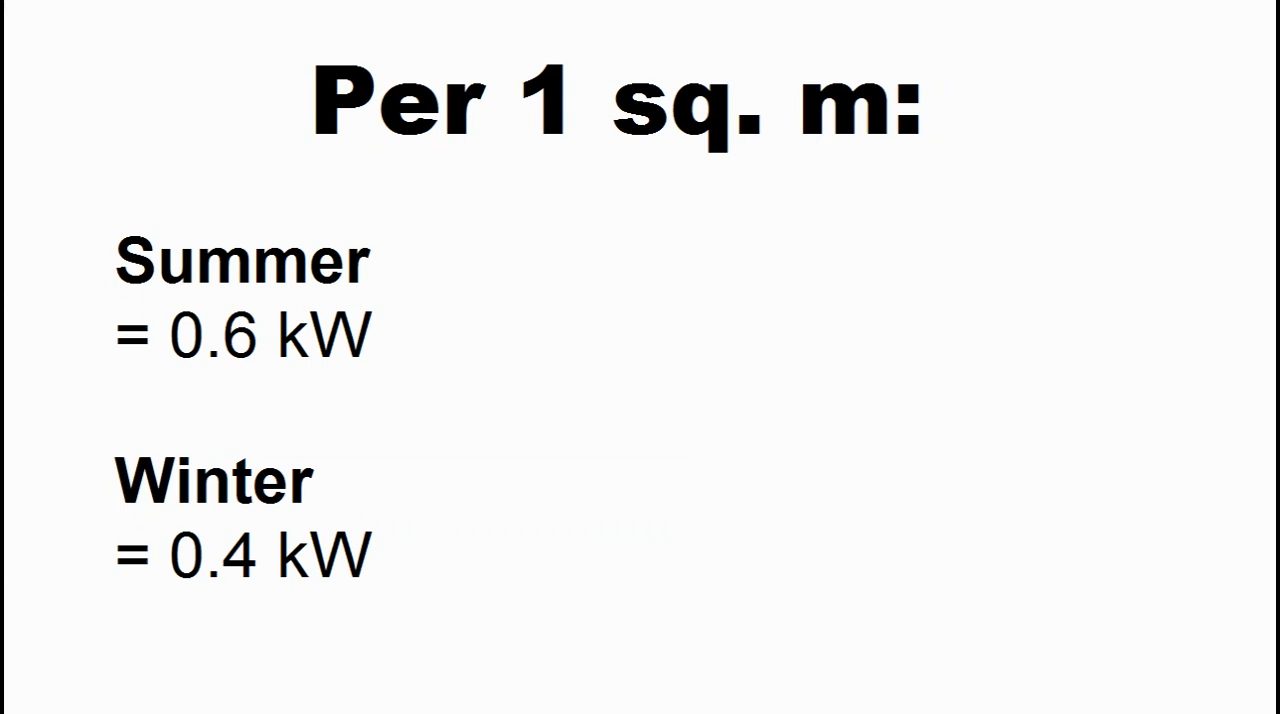 Per 1 sq. m:
Summer
= 0.6 kW
Winter
= 0.4 kW